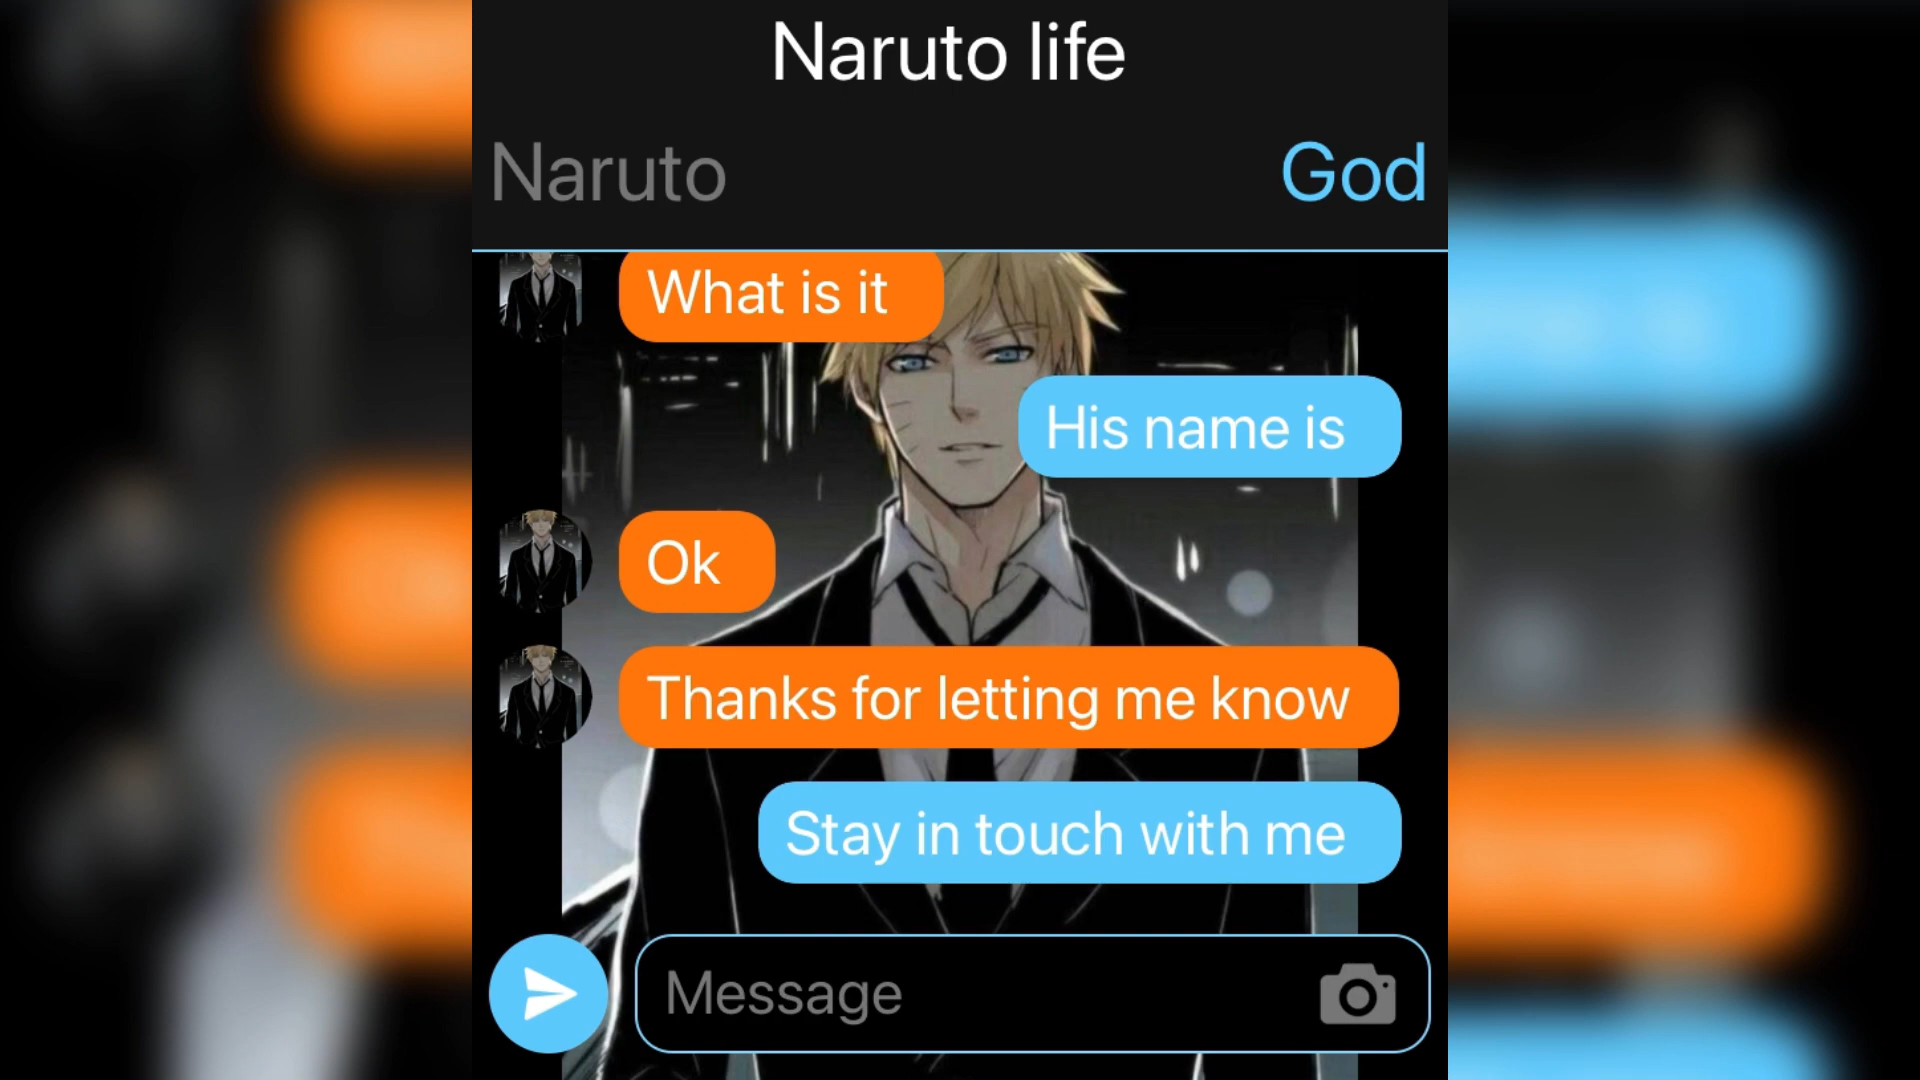 Naruto life
Naruto
God
What is it
His name is
Ok
Thanks for letting me know
Stay in touch with me
Message